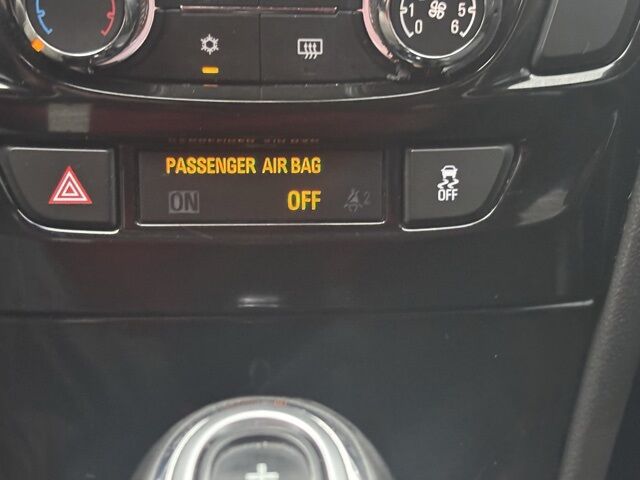 1 5
0 6
PASSENGER AIR BAG
ON OFF 2
OFF
+